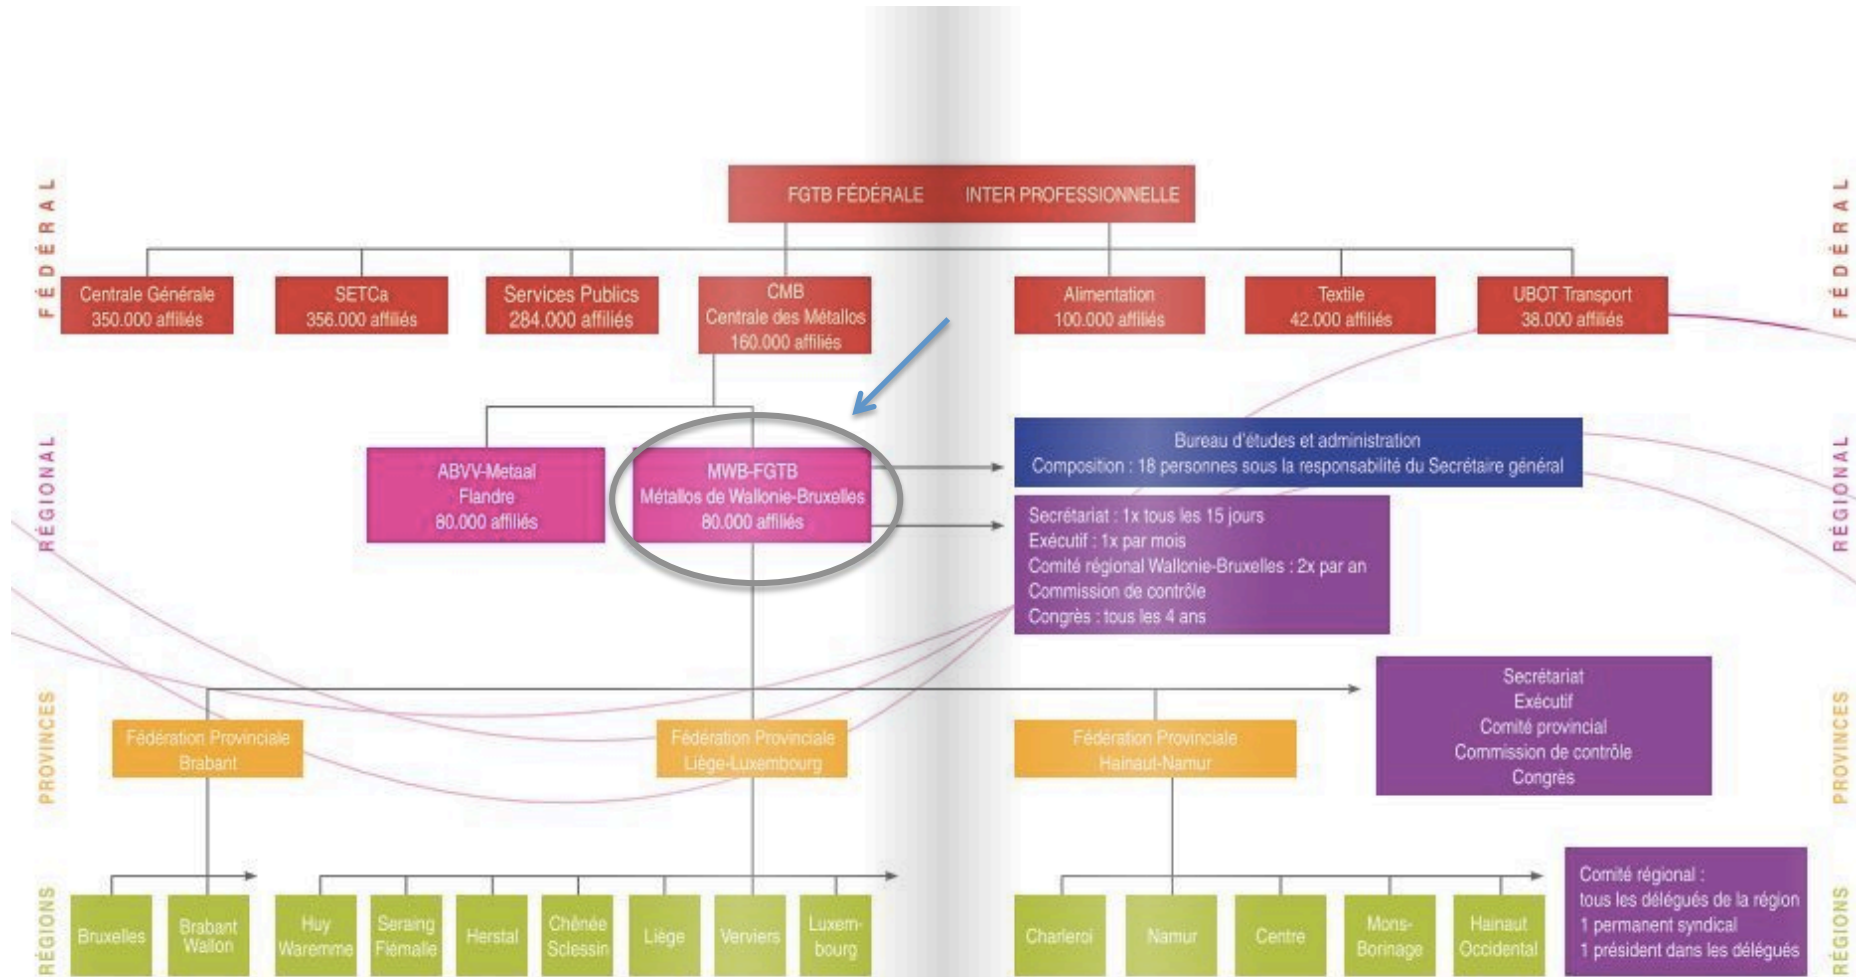 FÉDÉRAL
FGTB FÉDÉRALE INTER PROFESSIONNELLE
FÉDÉRAL
Centrale Générale
350.000 affiliés
SETCa
356.000 affiliés
Services Publics
284.000 affiliés
CMB
Centrale des Métallos
160.000 affiliés
Alimentation
100.000 affiliés
Textile
42.000 affiliés
UBOT Transport
38.000 affiliés
RÉGIONAL
ABVV-Metaal
Flandre
80.000 affiliés
MWB-FGTB
Métallos de Wallonie-Bruxelles
80.000 affiliés
Bureau d'études et administration
Composition : 18 personnes sous la responsabilité du Secrétaire général
Secrétariat : 1x tous les 15 jours
Exécutif : 1x par mois
Comité régional Wallonie-Bruxelles : 2x par an
Commission de contrôle
Congrès : tous les 4 ans
RÉGIONAL
PROVINCES
Fédération Provinciale
Brabant
Fédération Provinciale
Liège-Luxembourg
Fédération Provinciale
Hainaut-Namur
Secrétariat
Exécutif
Comité provincial
Commission de contrôle
Congrès
PROVINCES
RÉGIONS
Bruxelles
Brabant
Wallon
Huy
Waremme
Seraing
Flémalle
Herstal
Chênée
Sclessin
Liège
Verviers
Luxem-
bourg
Charleroi
Namur
Centre
Mons-
Borinage
Hainaut
Occidental
Comité régional :
tous les délégués de la région
1 permanent syndical
1 président dans les délégués
RÉGIONS